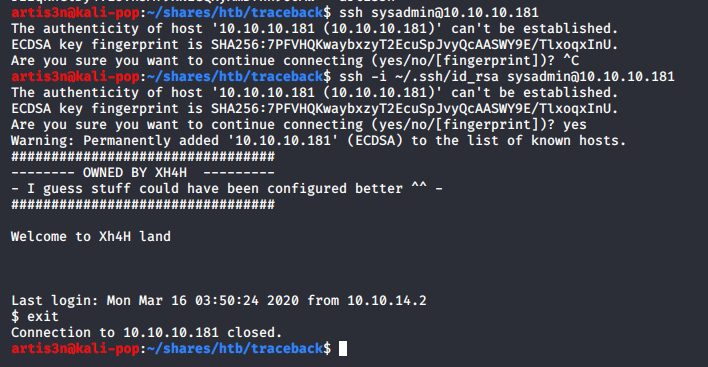 artis3n@kali-pop:~/shares/htb/traceback$ ssh sysadmin@10.10.10.181
The authenticity of host '10.10.10.181 (10.10.10.181)' can't be established.
ECDSA key fingerprint is SHA256:7PFVHQKwaybxzyT2EcuSpJvyQcAASWY9E/TlxoqxInU.
Are you sure you want to continue connecting (yes/no/[fingerprint])? ^C
artis3n@kali-pop:~/shares/htb/traceback$ ssh -i ~/.ssh/id_rsa sysadmin@10.10.10.181
The authenticity of host '10.10.10.181 (10.10.10.181)' can't be established.
ECDSA key fingerprint is SHA256:7PFVHQKwaybxzyT2EcuSpJvyQcAASWY9E/TlxoqxInU.
Are you sure you want to continue connecting (yes/no/[fingerprint])? yes
Warning: Permanently added '10.10.10.181' (ECDSA) to the list of known hosts.
#################################
-------- OWNED BY XH4H  ---------
- I guess stuff could have been configured better ^^ -
#################################
Welcome to Xh4H land
Last login: Mon Mar 16 03:50:24 2020 from 10.10.14.2
$ exit
Connection to 10.10.10.181 closed.
artis3n@kali-pop:~/shares/htb/traceback$